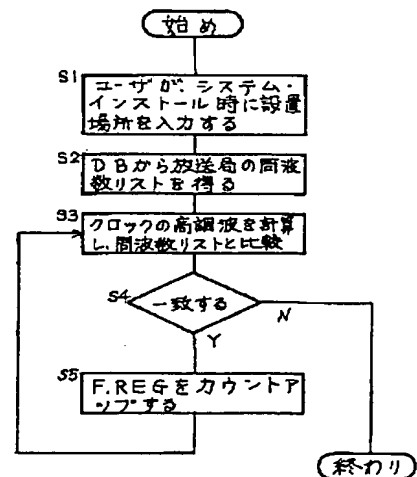 始め
S1
ユーザが、システム・
インストール時に設置
場所を入力する
S2
DBから放送局の周波
数リストを得る
S3
クロックの高調波を計算
し、周波数リストと比較
S4
一致する
N
Y
S5
F.REGをカウントア
ップする
終わり